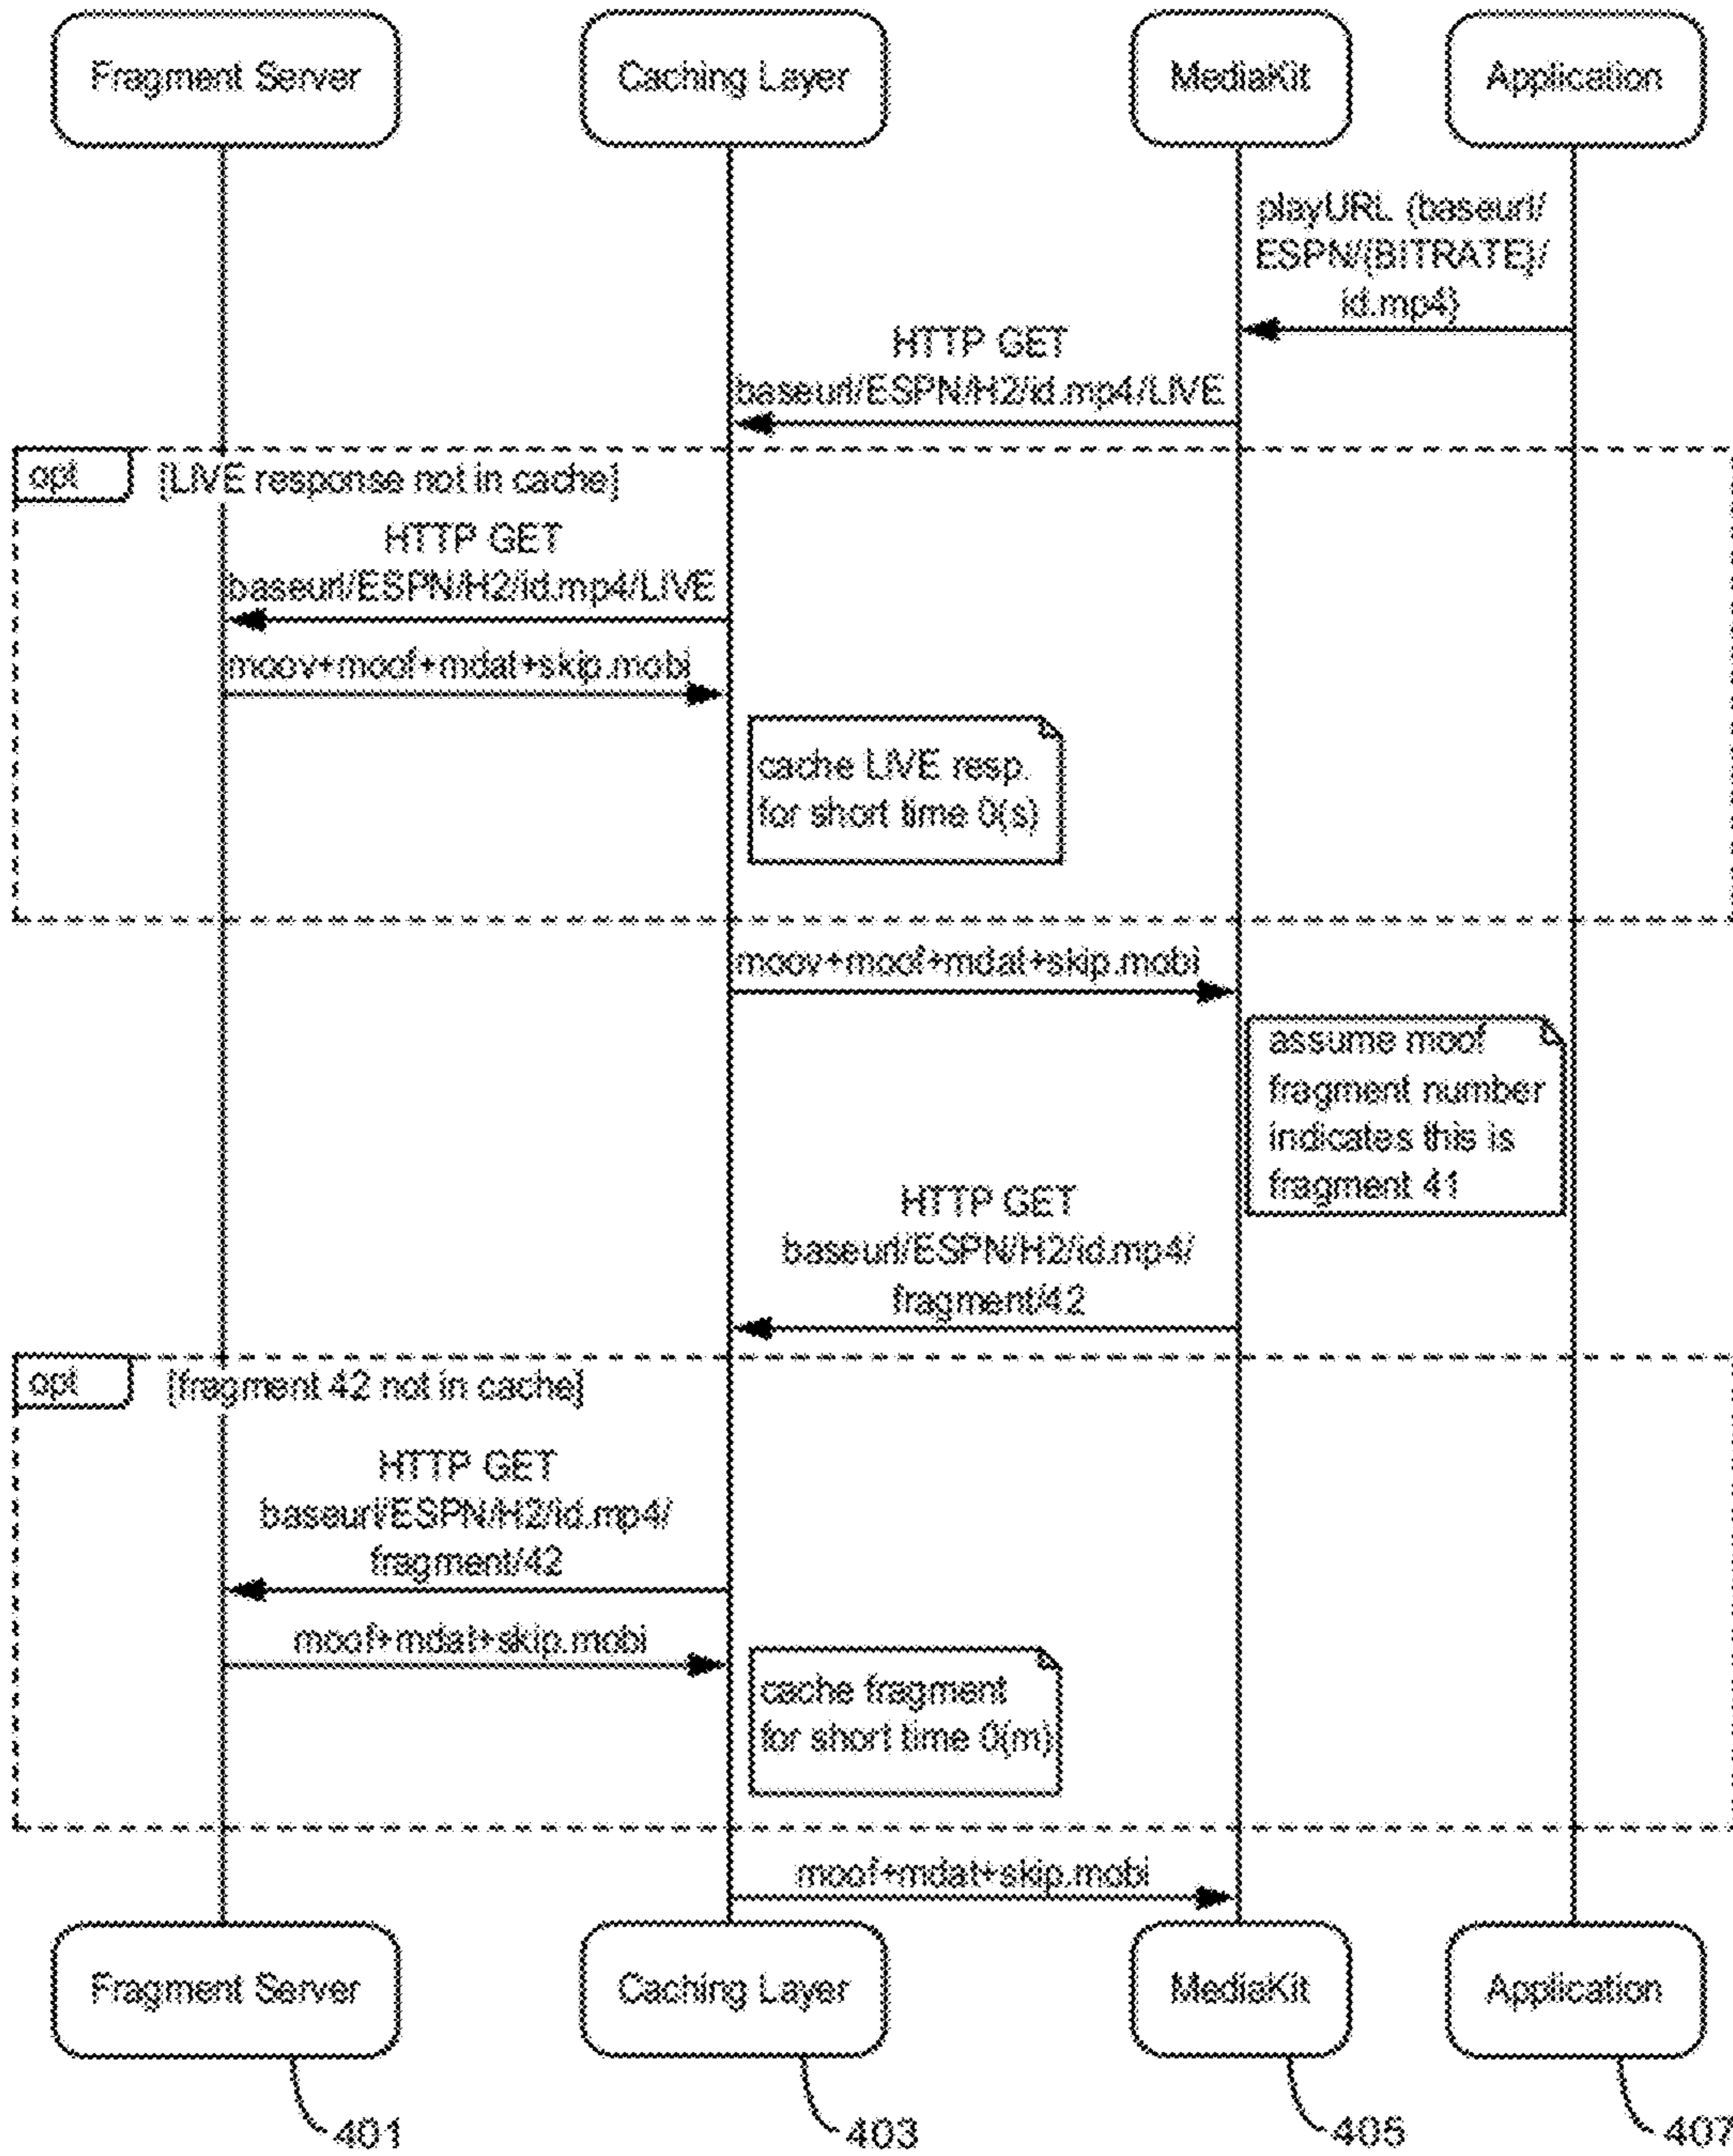 Fragment Server
Caching Layer
MediaKit
Application
playURL (baseurl/
ESPN/{BITRATE}/
id.mp4)
HTTP GET
baseurl/ESPN/H2/id.mp4/LIVE
opt
[LIVE response not in cache]
HTTP GET
baseurl/ESPN/H2/id.mp4/LIVE
moov+moof+mdat+skip.mobi
cache LIVE resp.
for short time 0(s)
moov+moof+mdat+skip.mobi
assume moof
fragment number
indicates this is
fragment 41
HTTP GET
baseurl/ESPN/H2/id.mp4/
fragment/42
opt
[fragment 42 not in cache]
HTTP GET
baseurl/ESPN/H2/id.mp4/
fragment/42
moof+mdat+skip.mobi
cache fragment
for short time 0(m)
moof+mdat+skip.mobi
Fragment Server
Caching Layer
MediaKit
Application
401
403
405
407